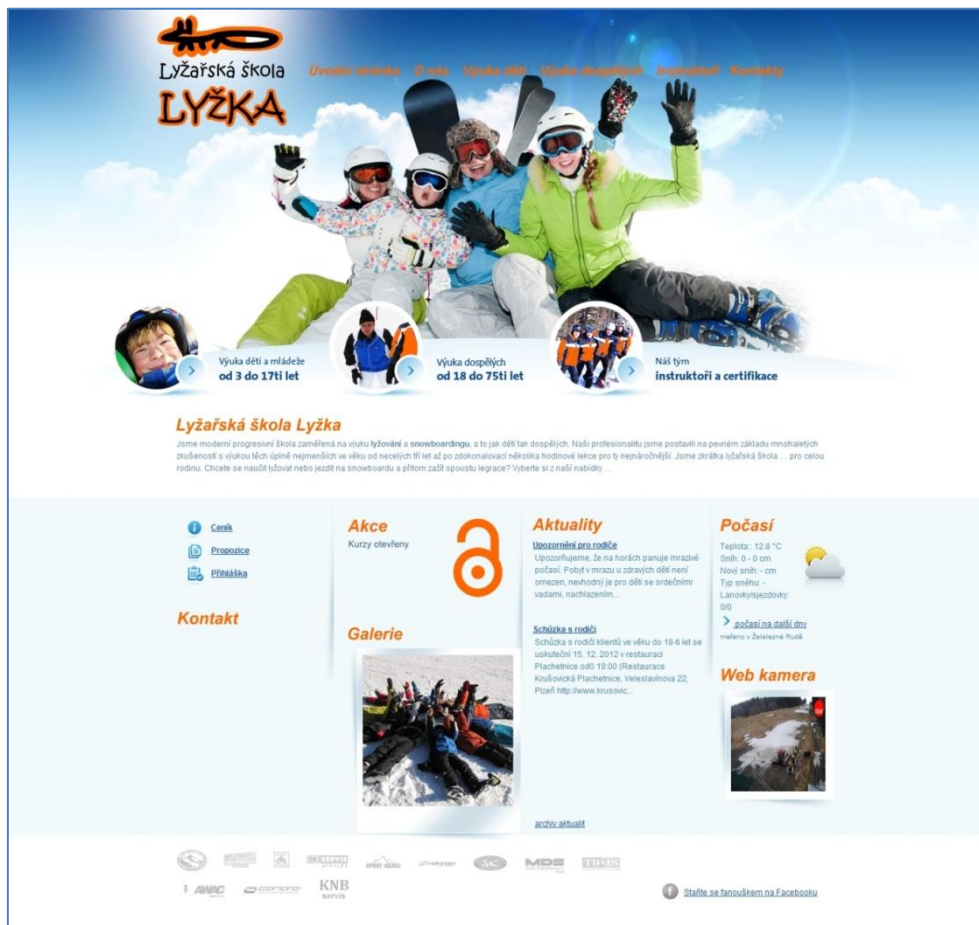 Lyžařská škola
LYŽKA
Úvodní stránka O nás Výuka dětí Výuka dospělých Instruktoři Kontakty
Výuka dětí a mládeže
od 3 do 17ti let
Výuka dospělých
od 18 do 75ti let
Náš tým
instruktoři a certifikace
Lyžařská škola Lyžka
Jsme moderní progresivní škola zaměřená na výuku lyžování a snowboardingu, a to jak dětí tak dospělých. Naši profesionalitu jsme postavili na pevném základu mnohaletých
zkušeností s výukou těch úplně nejmenších ve věku od necelých tří let až po zdokonalovací několika hodinové lekce pro ty nejnáročnější. Jsme zkrátka lyžařská škola ... pro celou
rodinu. Chcete se naučit lyžovat nebo jezdit na snowboardu a přitom zažít spoustu legrace? Vyberte si z naší nabídky ...
Ceník
Propozice
Přihláška
Kontakt
Akce
Kurzy otevřeny
Galerie
Aktuality
Upozornění pro rodiče
Upozorňujeme, že na horách panuje mrazivé
počasí. Pobyt v mrazu u zdravých dětí není
omezen, nevhodný je pro děti se srdečními
vadami, nachlazením...
Schůzka s rodiči
Schůzka s rodiči klientů ve věku do 18-ti let se
uskuteční 15. 12. 2012 v restauraci
Plachetnice od0 19:00 (Restaurace
Krušovická Plachetnice, Veleslavínova 22,
Plzeň http://www.krusovic...
archiv aktualit
Počasí
Teplota:: 12.8 °C
Sníh: 0 - 0 cm
Nový sníh: - cm
Typ sněhu: -
Lanovky/sjezdovky:
0/0
počasí na další dny
měřeno v Železné Rudě
Web kamera
SKISERVIS
profi
MDS
TD-IS
AWAC
KNB
servis
Staňte se fanouškem na Facebooku